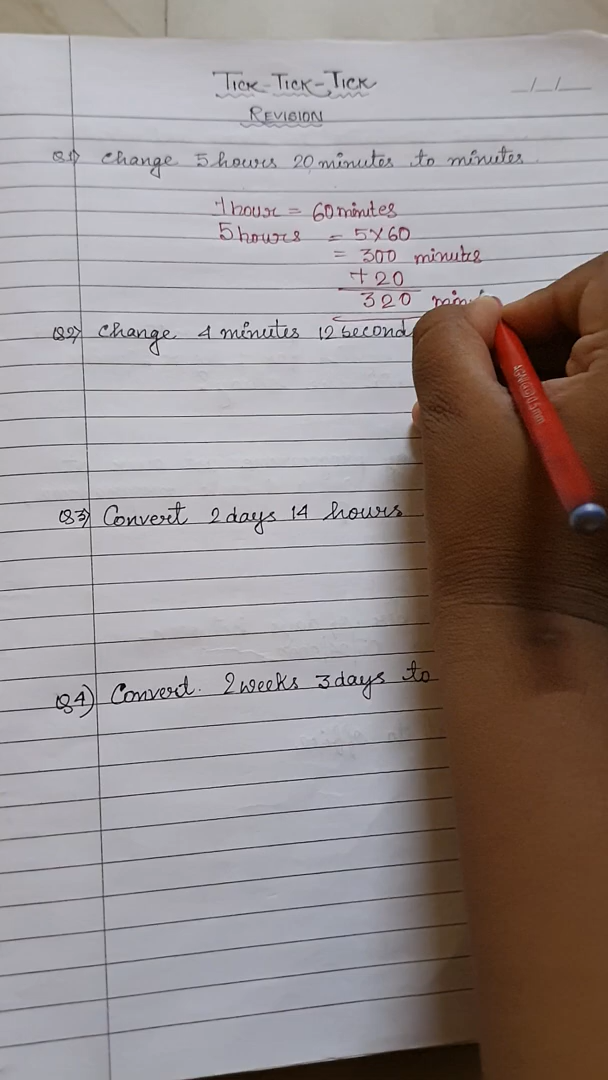 TICK-TICK-TICK
REVISION
Q1) Change 5 hours 20 minutes to minutes
1 hour = 60 minutes
5 hours = 5×60
= 300 minutes
+ 20
320
Q2) Change 4 minutes 12 second
Q3) Convert 2 days 14 hours
Q4) Convert. 2 weeks 3 days to